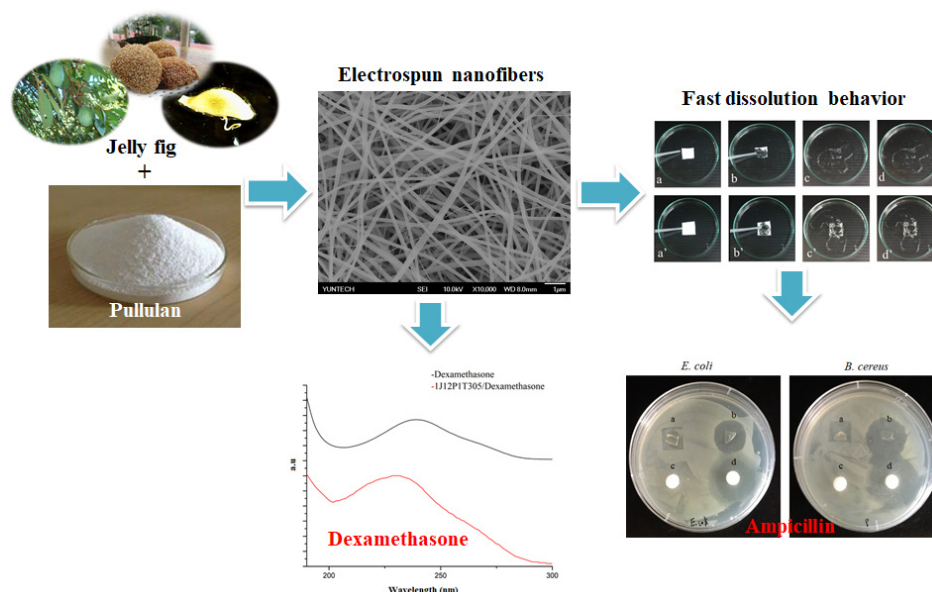 Jelly fig
+
Pullulan
Electrospun nanofibers
YUNTECH SEI 10.0kV X10,000 WD 8.0mm 1µm
Fast dissolution behavior
a b c d
a' b' c' d'
-Dexamethasone
-1J12P1T305/Dexamethasone
a.u
Dexamethasone
200 250 300
Wavelength (nm)
E. coli B. cereus
a b a b
c d c d
Ampicillin